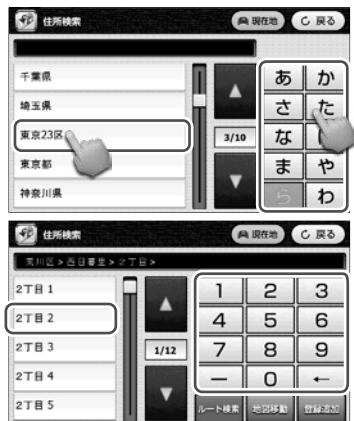 住所検索 現在地 戻る
千葉県
埼玉県
東京23区
東京都
神奈川県
3/10
あ か
さ た
な
ま や
ら わ
住所検索 現在地 戻る
荒川区>西日暮里>2丁目>
2丁目 1
2丁目 2
2丁目 3
2丁目 4
2丁目 5
1/12
1 2 3
4 5 6
7 8 9
− 0 ←
ルート検索 地図移動 登録追加